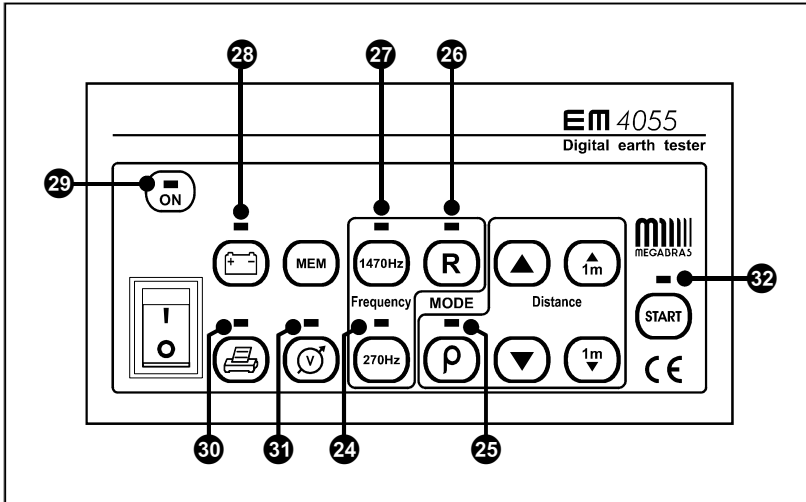 28 27 26
EM 4055
Digital earth tester
29
ON
MEGABRAS
+ - MEM 1470Hz R 1m
32
Frequency MODE Distance
START
270Hz ρ 1m
V
I
O
CE
30 31 24 25